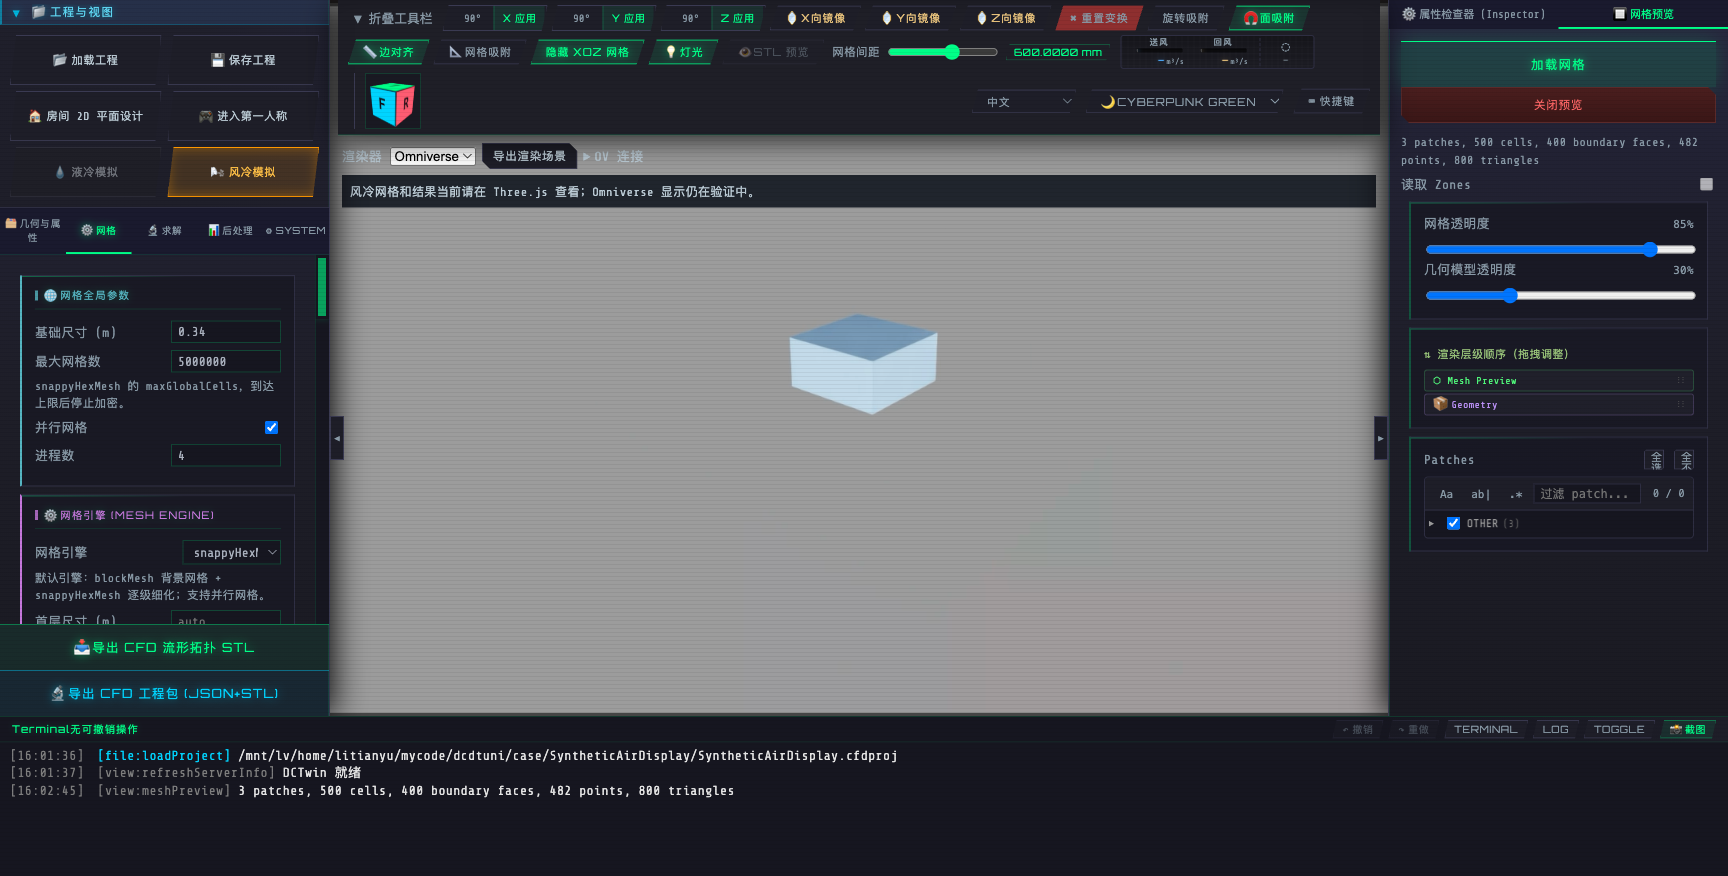 ▼ 工程与视图
加载工程
保存工程
房间 2D 平面设计
进入第一人称
液冷模拟
风冷模拟
几何与属性
网格
求解
后处理
SYSTEM
网格全局参数
基础尺寸 (m)
0.34
最大网格数
5000000
snappyHexMesh 的 maxGlobalCells, 到达
上限后停止加密。
并行网格
进程数
4
网格引擎 (MESH ENGINE)
网格引擎
snappyHex
默认引擎: blockMesh 背景网格 +
snappyHexMesh 逐级细化; 支持并行网格。
首层尺寸 (m)
auto
导出 CFD 流形拓扑 STL
导出 CFD 工程包 (JSON+STL)
▼ 折叠工具栏
90°
X 应用
90°
Y 应用
90°
Z 应用
X向镜像
Y向镜像
Z向镜像
✖ 重置变换
旋转吸附
面吸附
边对齐
网格吸附
隐藏 XOZ 网格
灯光
STL 预览
网格间距
600.0000 mm
送风
回风
m³/s
m³/s
F
R
中文
CYBERPUNK GREEN
快捷键
渲染器
Omniverse
导出渲染场景
▶ OV 连接
风冷网格和结果当前请在 Three.js 查看; Omniverse 显示仍在验证中。
属性检查器 (Inspector)
网格预览
加载网格
关闭预览
3 patches, 500 cells, 400 boundary faces, 482
points, 800 triangles
读取 Zones
网格透明度
85%
几何模型透明度
30%
⇅ 渲染层级顺序 (拖拽调整)
Mesh Preview
Geometry
Patches
全选
全不
Aa
ab|
.*
过滤 patch...
0 / 0
▶ OTHER (3)
Terminal无可撤销操作
↶ 撤销
↷ 重做
TERMINAL
LOG
TOGGLE
截图
[16:01:36] [file:loadProject] /mnt/lv/home/litianyu/mycode/dcdtuni/case/SyntheticAirDisplay/SyntheticAirDisplay.cfdproj
[16:01:37] [view:refreshServerInfo] DCTwin 就绪
[16:02:45] [view:meshPreview] 3 patches, 500 cells, 400 boundary faces, 482 points, 800 triangles